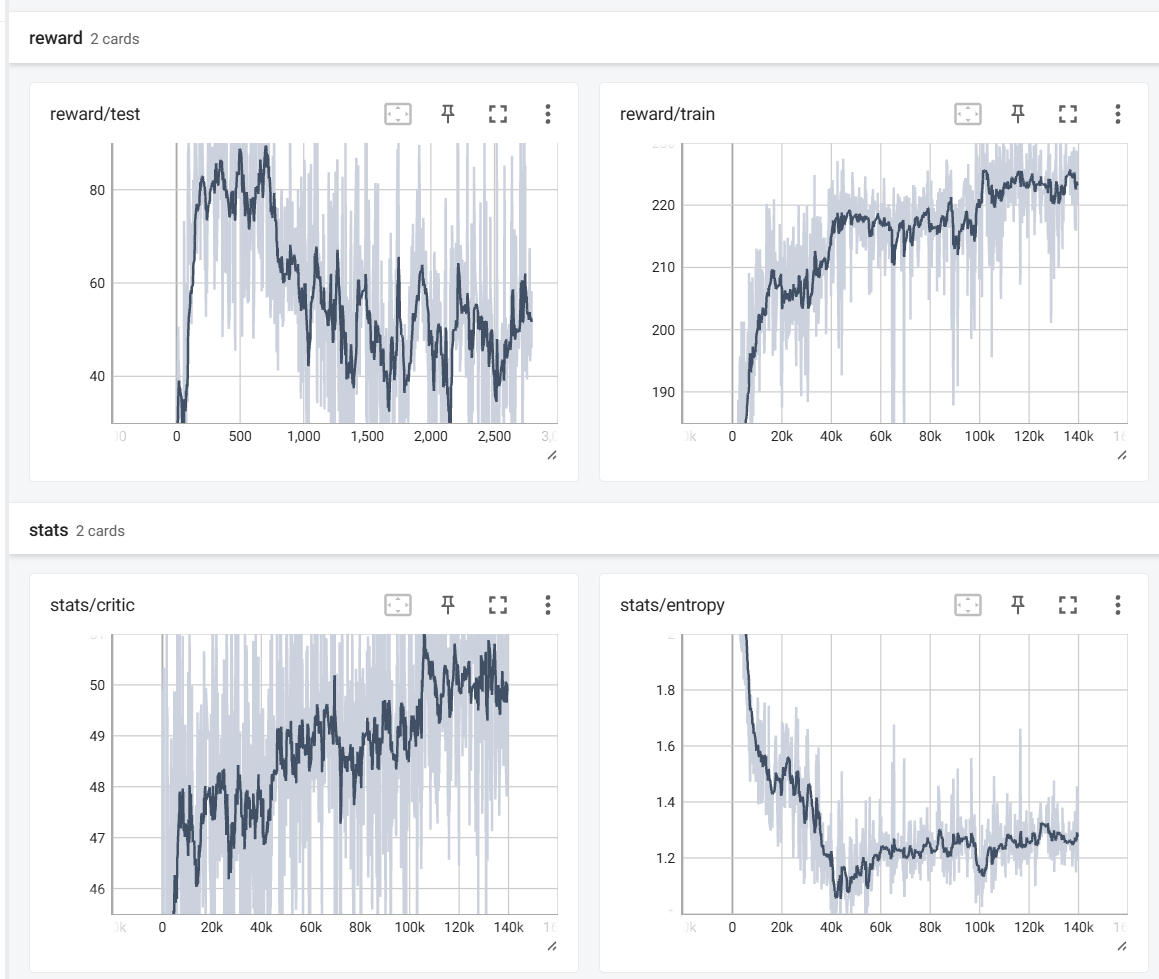 reward 2 cards
reward/test
80
60
40
0 500 1,000 1,500 2,000 2,500
reward/train
220
210
200
190
0 20k 40k 60k 80k 100k 120k 140k
stats 2 cards
stats/critic
50
49
48
47
46
0 20k 40k 60k 80k 100k 120k 140k
stats/entropy
1.8
1.6
1.4
1.2
0 20k 40k 60k 80k 100k 120k 140k